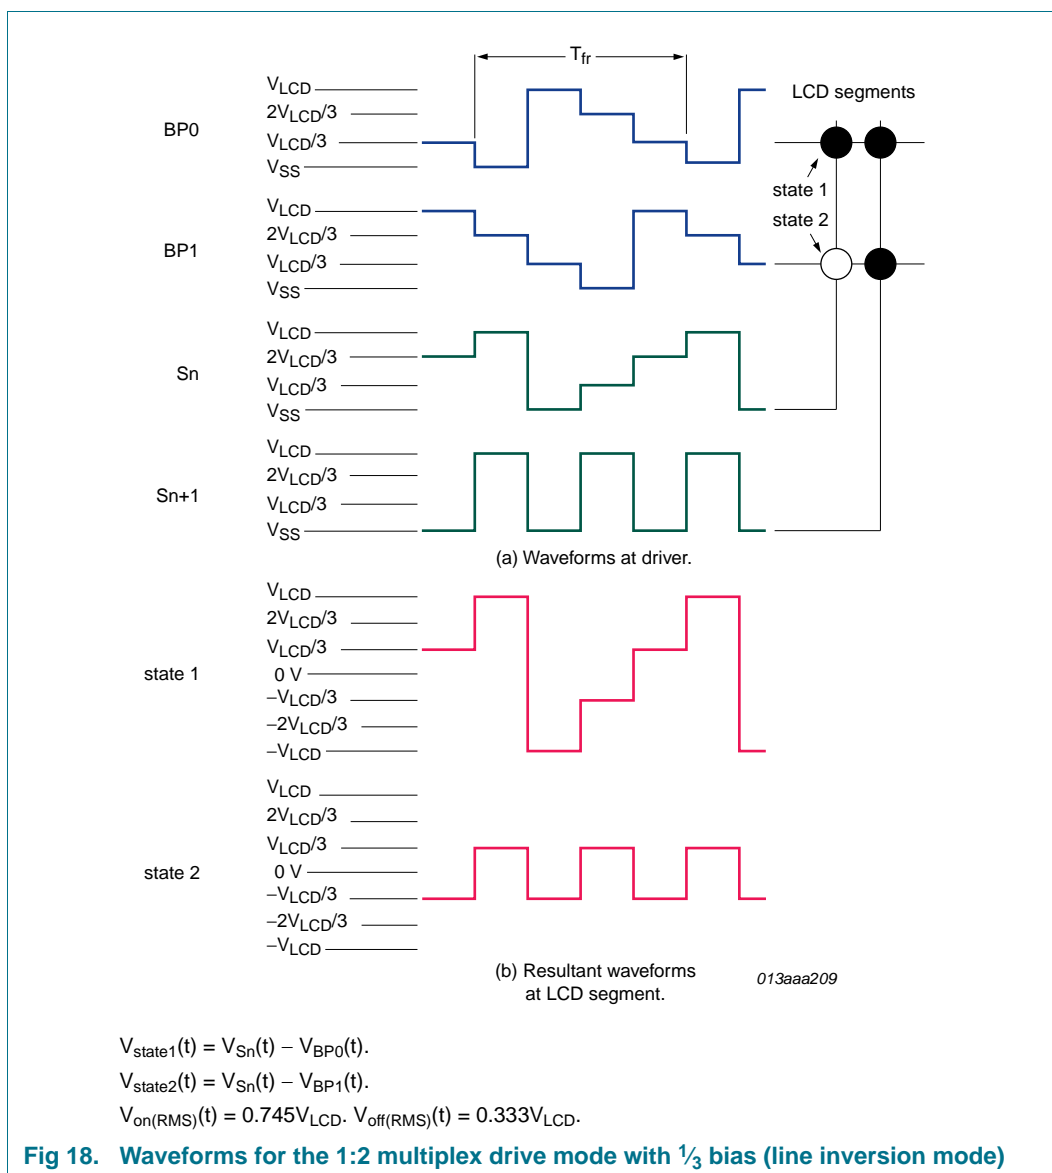 T_fr
V_LCD
2V_LCD/3
V_LCD/3
V_SS
BP0
LCD segments
state 1
state 2
V_LCD
2V_LCD/3
V_LCD/3
V_SS
BP1
V_LCD
2V_LCD/3
V_LCD/3
V_SS
Sn
V_LCD
2V_LCD/3
V_LCD/3
V_SS
Sn+1
(a) Waveforms at driver.
V_LCD
2V_LCD/3
V_LCD/3
0 V
−V_LCD/3
−2V_LCD/3
−V_LCD
state 1
V_LCD
2V_LCD/3
V_LCD/3
0 V
−V_LCD/3
−2V_LCD/3
−V_LCD
state 2
(b) Resultant waveforms
at LCD segment.
013aaa209
V_state1(t) = V_Sn(t) − V_BP0(t).
V_state2(t) = V_Sn(t) − V_BP1(t).
V_on(RMS)(t) = 0.745V_LCD. V_off(RMS)(t) = 0.333V_LCD.
Fig 18. Waveforms for the 1:2 multiplex drive mode with 1⁄3 bias (line inversion mode)